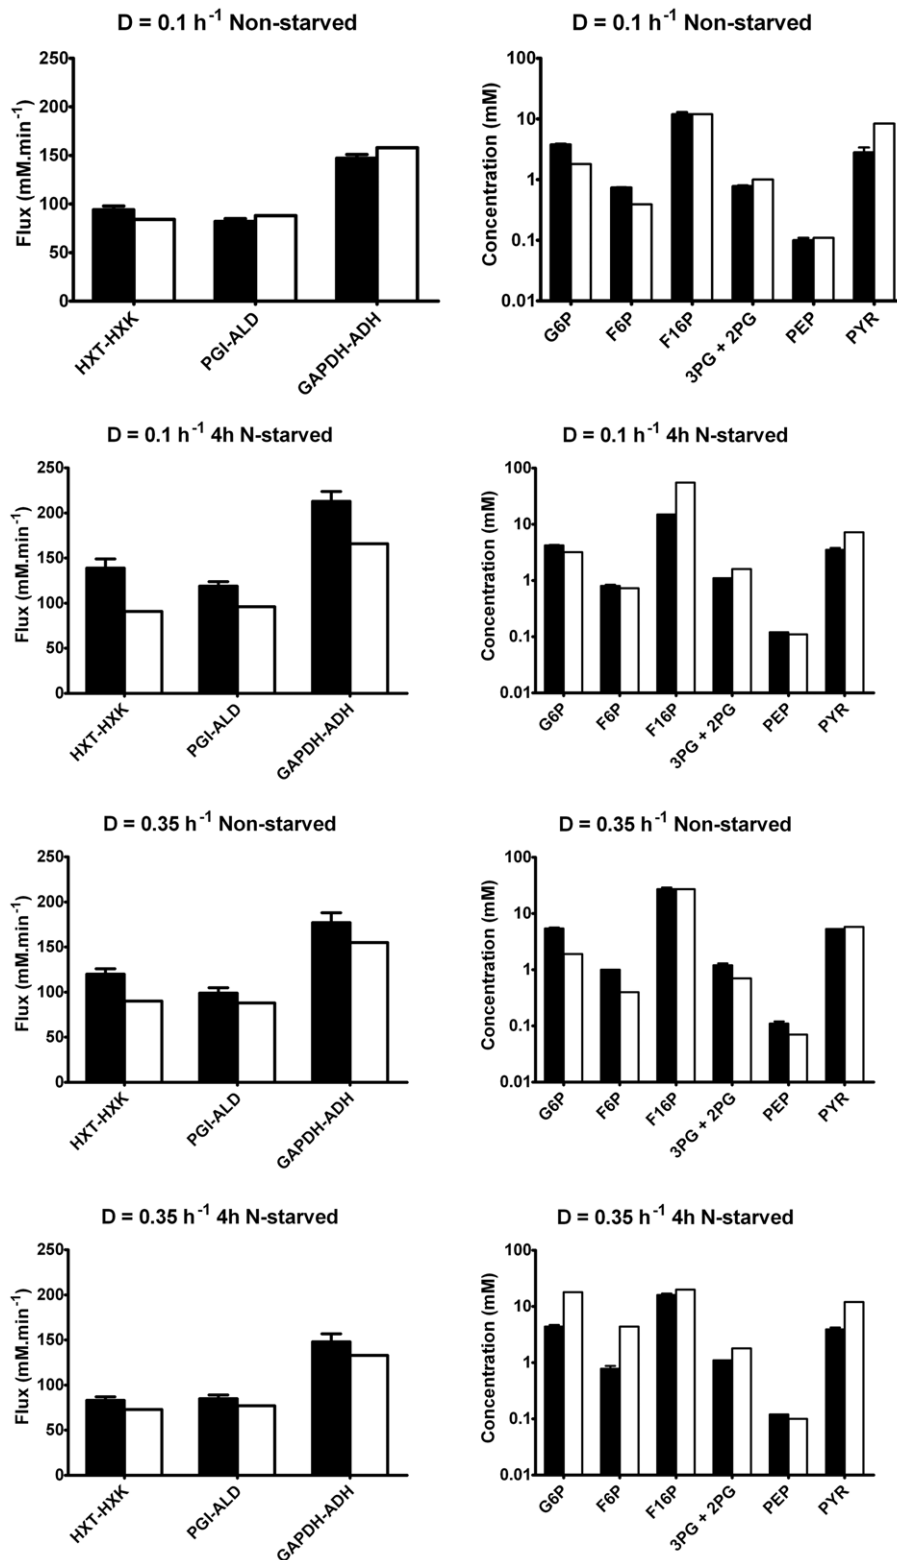 D = 0.1 h⁻¹ Non-starved
Flux (mM.min⁻¹)
250
200
150
100
50
0
HXT-HXK
PGI-ALD
GAPDH-ADH
D = 0.1 h⁻¹ Non-starved
Concentration (mM)
100
10
1
0.1
0.01
G6P
F6P
F16P
3PG + 2PG
PEP
PYR
D = 0.1 h⁻¹ 4h N-starved
Flux (mM.min⁻¹)
250
200
150
100
50
0
HXT-HXK
PGI-ALD
GAPDH-ADH
D = 0.1 h⁻¹ 4h N-starved
Concentration (mM)
100
10
1
0.1
0.01
G6P
F6P
F16P
3PG + 2PG
PEP
PYR
D = 0.35 h⁻¹ Non-starved
Flux (mM.min⁻¹)
250
200
150
100
50
0
HXT-HXK
PGI-ALD
GAPDH-ADH
D = 0.35 h⁻¹ Non-starved
Concentration (mM)
100
10
1
0.1
0.01
G6P
F6P
F16P
3PG + 2PG
PEP
PYR
D = 0.35 h⁻¹ 4h N-starved
Flux (mM.min⁻¹)
250
200
150
100
50
0
HXT-HXK
PGI-ALD
GAPDH-ADH
D = 0.35 h⁻¹ 4h N-starved
Concentration (mM)
100
10
1
0.1
0.01
G6P
F6P
F16P
3PG + 2PG
PEP
PYR